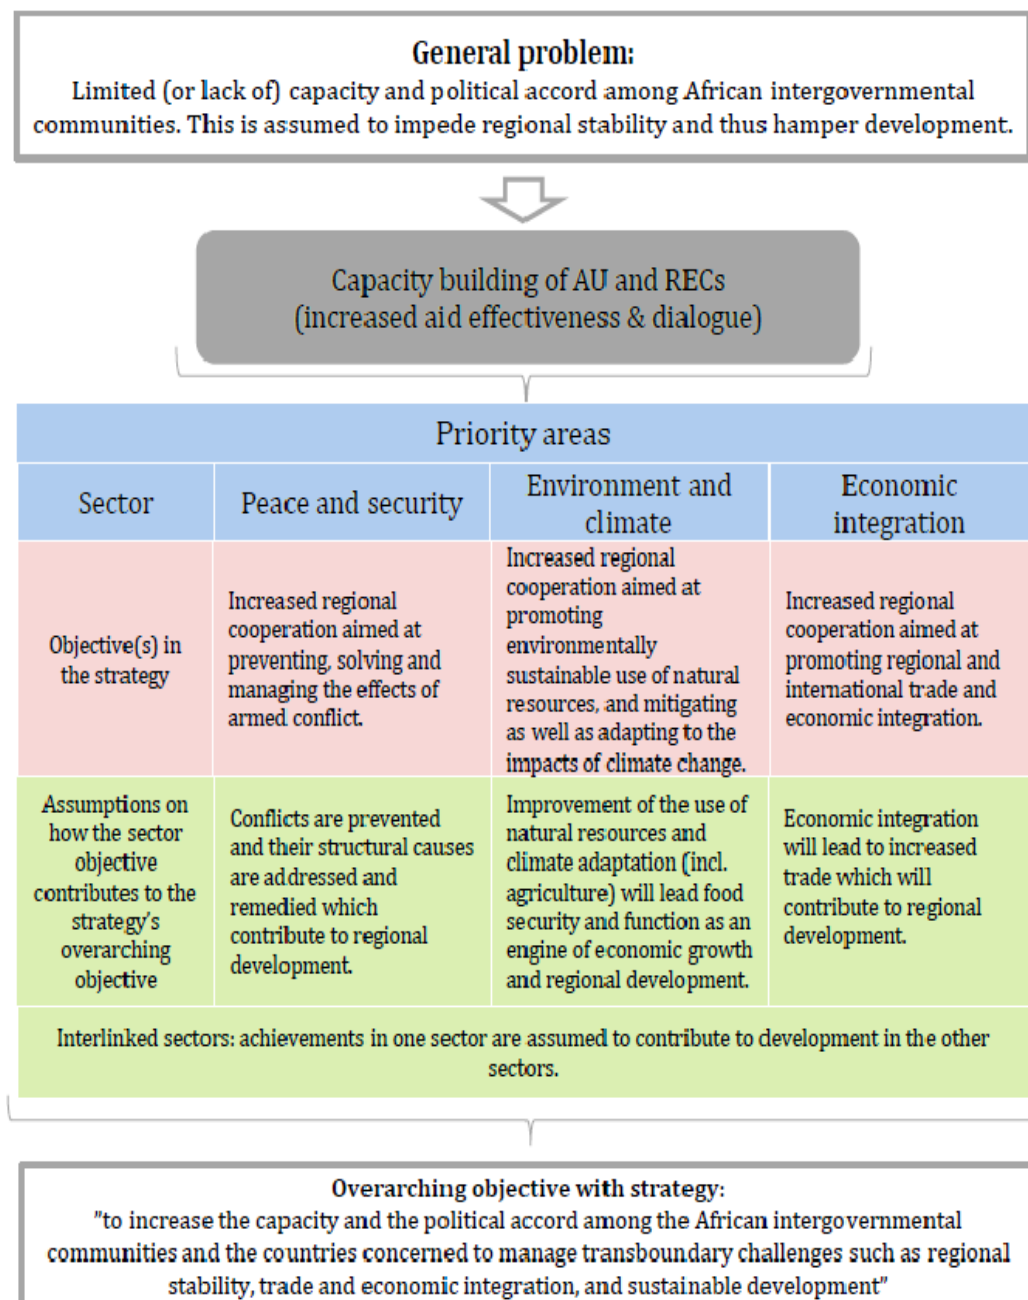 General problem:
Limited (or lack of) capacity and political accord among African intergovernmental
communities. This is assumed to impede regional stability and thus hamper development.
Capacity building of AU and RECs
(increased aid effectiveness & dialogue)
Priority areas
Sector
Peace and security
Environment and
climate
Economic
integration
Objective(s) in
the strategy
Increased regional
cooperation aimed at
preventing, solving and
managing the effects of
armed conflict.
Increased regional
cooperation aimed at
promoting
environmentally
sustainable use of natural
resources, and mitigating
as well as adapting to the
impacts of climate change.
Increased regional
cooperation aimed at
promoting regional and
international trade and
economic integration.
Assumptions on
how the sector
objective
contributes to the
strategy's
overarching
objective
Conflicts are prevented
and their structural causes
are addressed and
remedied which
contribute to regional
development.
Improvement of the use of
natural resources and
climate adaptation (incl.
agriculture) will lead food
security and function as an
engine of economic growth
and regional development.
Economic integration
will lead to increased
trade which will
contribute to regional
development.
Interlinked sectors: achievements in one sector are assumed to contribute to development in the other
sectors.
Overarching objective with strategy:
"to increase the capacity and the political accord among the African intergovernmental
communities and the countries concerned to manage transboundary challenges such as regional
stability, trade and economic integration, and sustainable development"